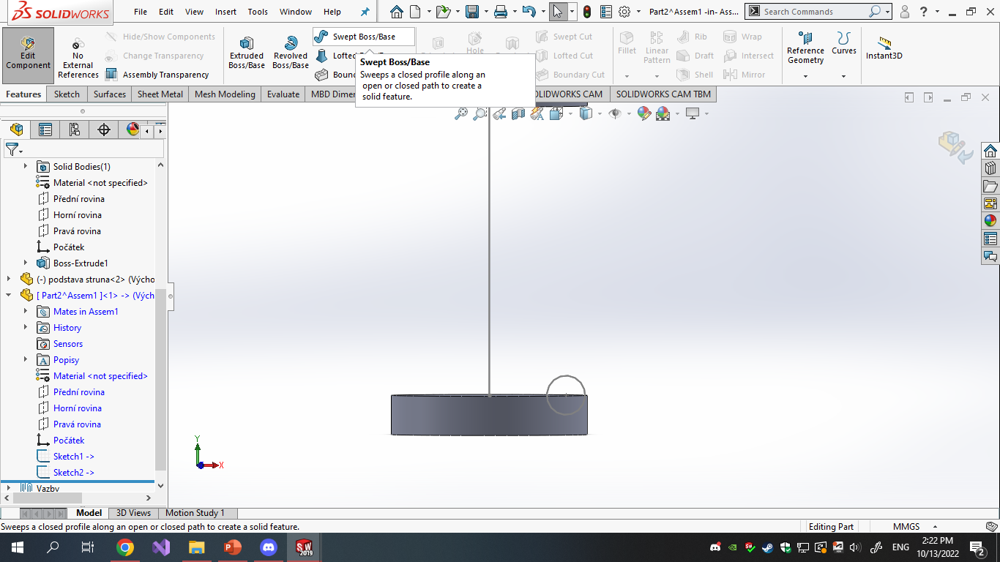 SOLIDWORKS File Edit View Insert Tools Window Help Part2^Assem1 -in- Ass... Search Commands ?
Edit Component
No External References
Hide/Show Components
Change Transparency
Assembly Transparency
Extruded Boss/Base
Revolved Boss/Base
Swept Boss/Base
Lofted
Boun
Hole
Swept Cut
Lofted Cut
Boundary Cut
Fillet
Linear Pattern
Rib
Draft
Shell
Wrap
Intersect
Mirror
Reference Geometry
Curves
Instant3D
Swept Boss/Base
Sweeps a closed profile along an
open or closed path to create a
solid feature.
Features Sketch Surfaces Sheet Metal Mesh Modeling Evaluate MBD Dimen OLIDWORKS CAM SOLIDWORKS CAM TBM
Solid Bodies(1)
Material <not specified>
Přední rovina
Horní rovina
Pravá rovina
Počátek
Boss-Extrude1
(-) podstava struna<2> (Výcho
[ Part2^Assem1 ]<1> -> (Vých
Mates in Assem1
History
Sensors
Popisy
Material <not specified>
Přední rovina
Horní rovina
Pravá rovina
Počátek
Sketch1 ->
Sketch2 ->
Vazby
Y
X
Model 3D Views Motion Study 1
Sweeps a closed profile along an open or closed path to create a solid feature. Editing Part MMGS
SW 2019
ENG
2:22 PM
10/13/2022
2